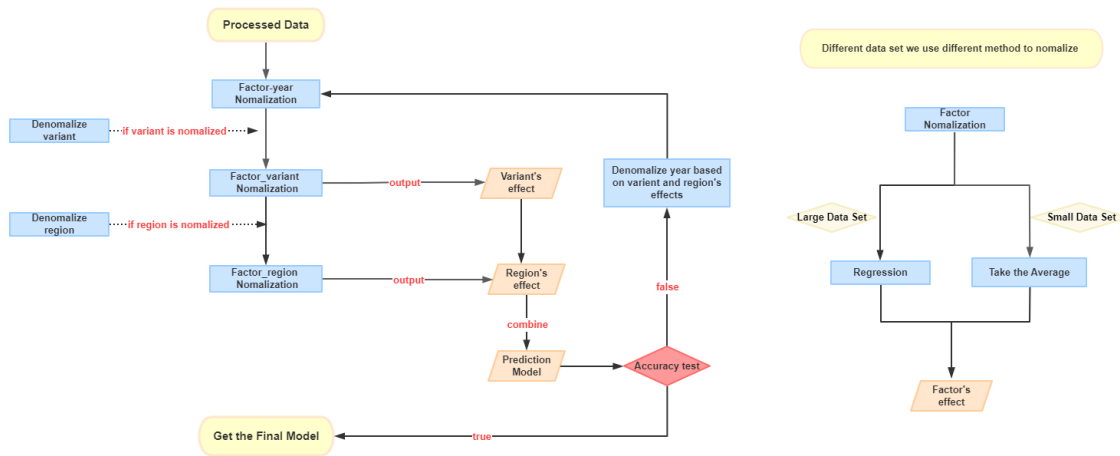 Processed Data
Factor-year
Nomalization
Denomalize
variant
if variant is nomalized
Factor_variant
Nomalization
output
Variant's
effect
Denomalize
region
if region is nomalized
Factor_region
Nomalization
output
Region's
effect
combine
Prediction
Model
Accuracy test
false
Denomalize year based
on varient and region's
effects
true
Get the Final Model
Different data set we use different method to nomalize
Factor
Nomalization
Large Data Set
Small Data Set
Regression
Take the Average
Factor's
effect